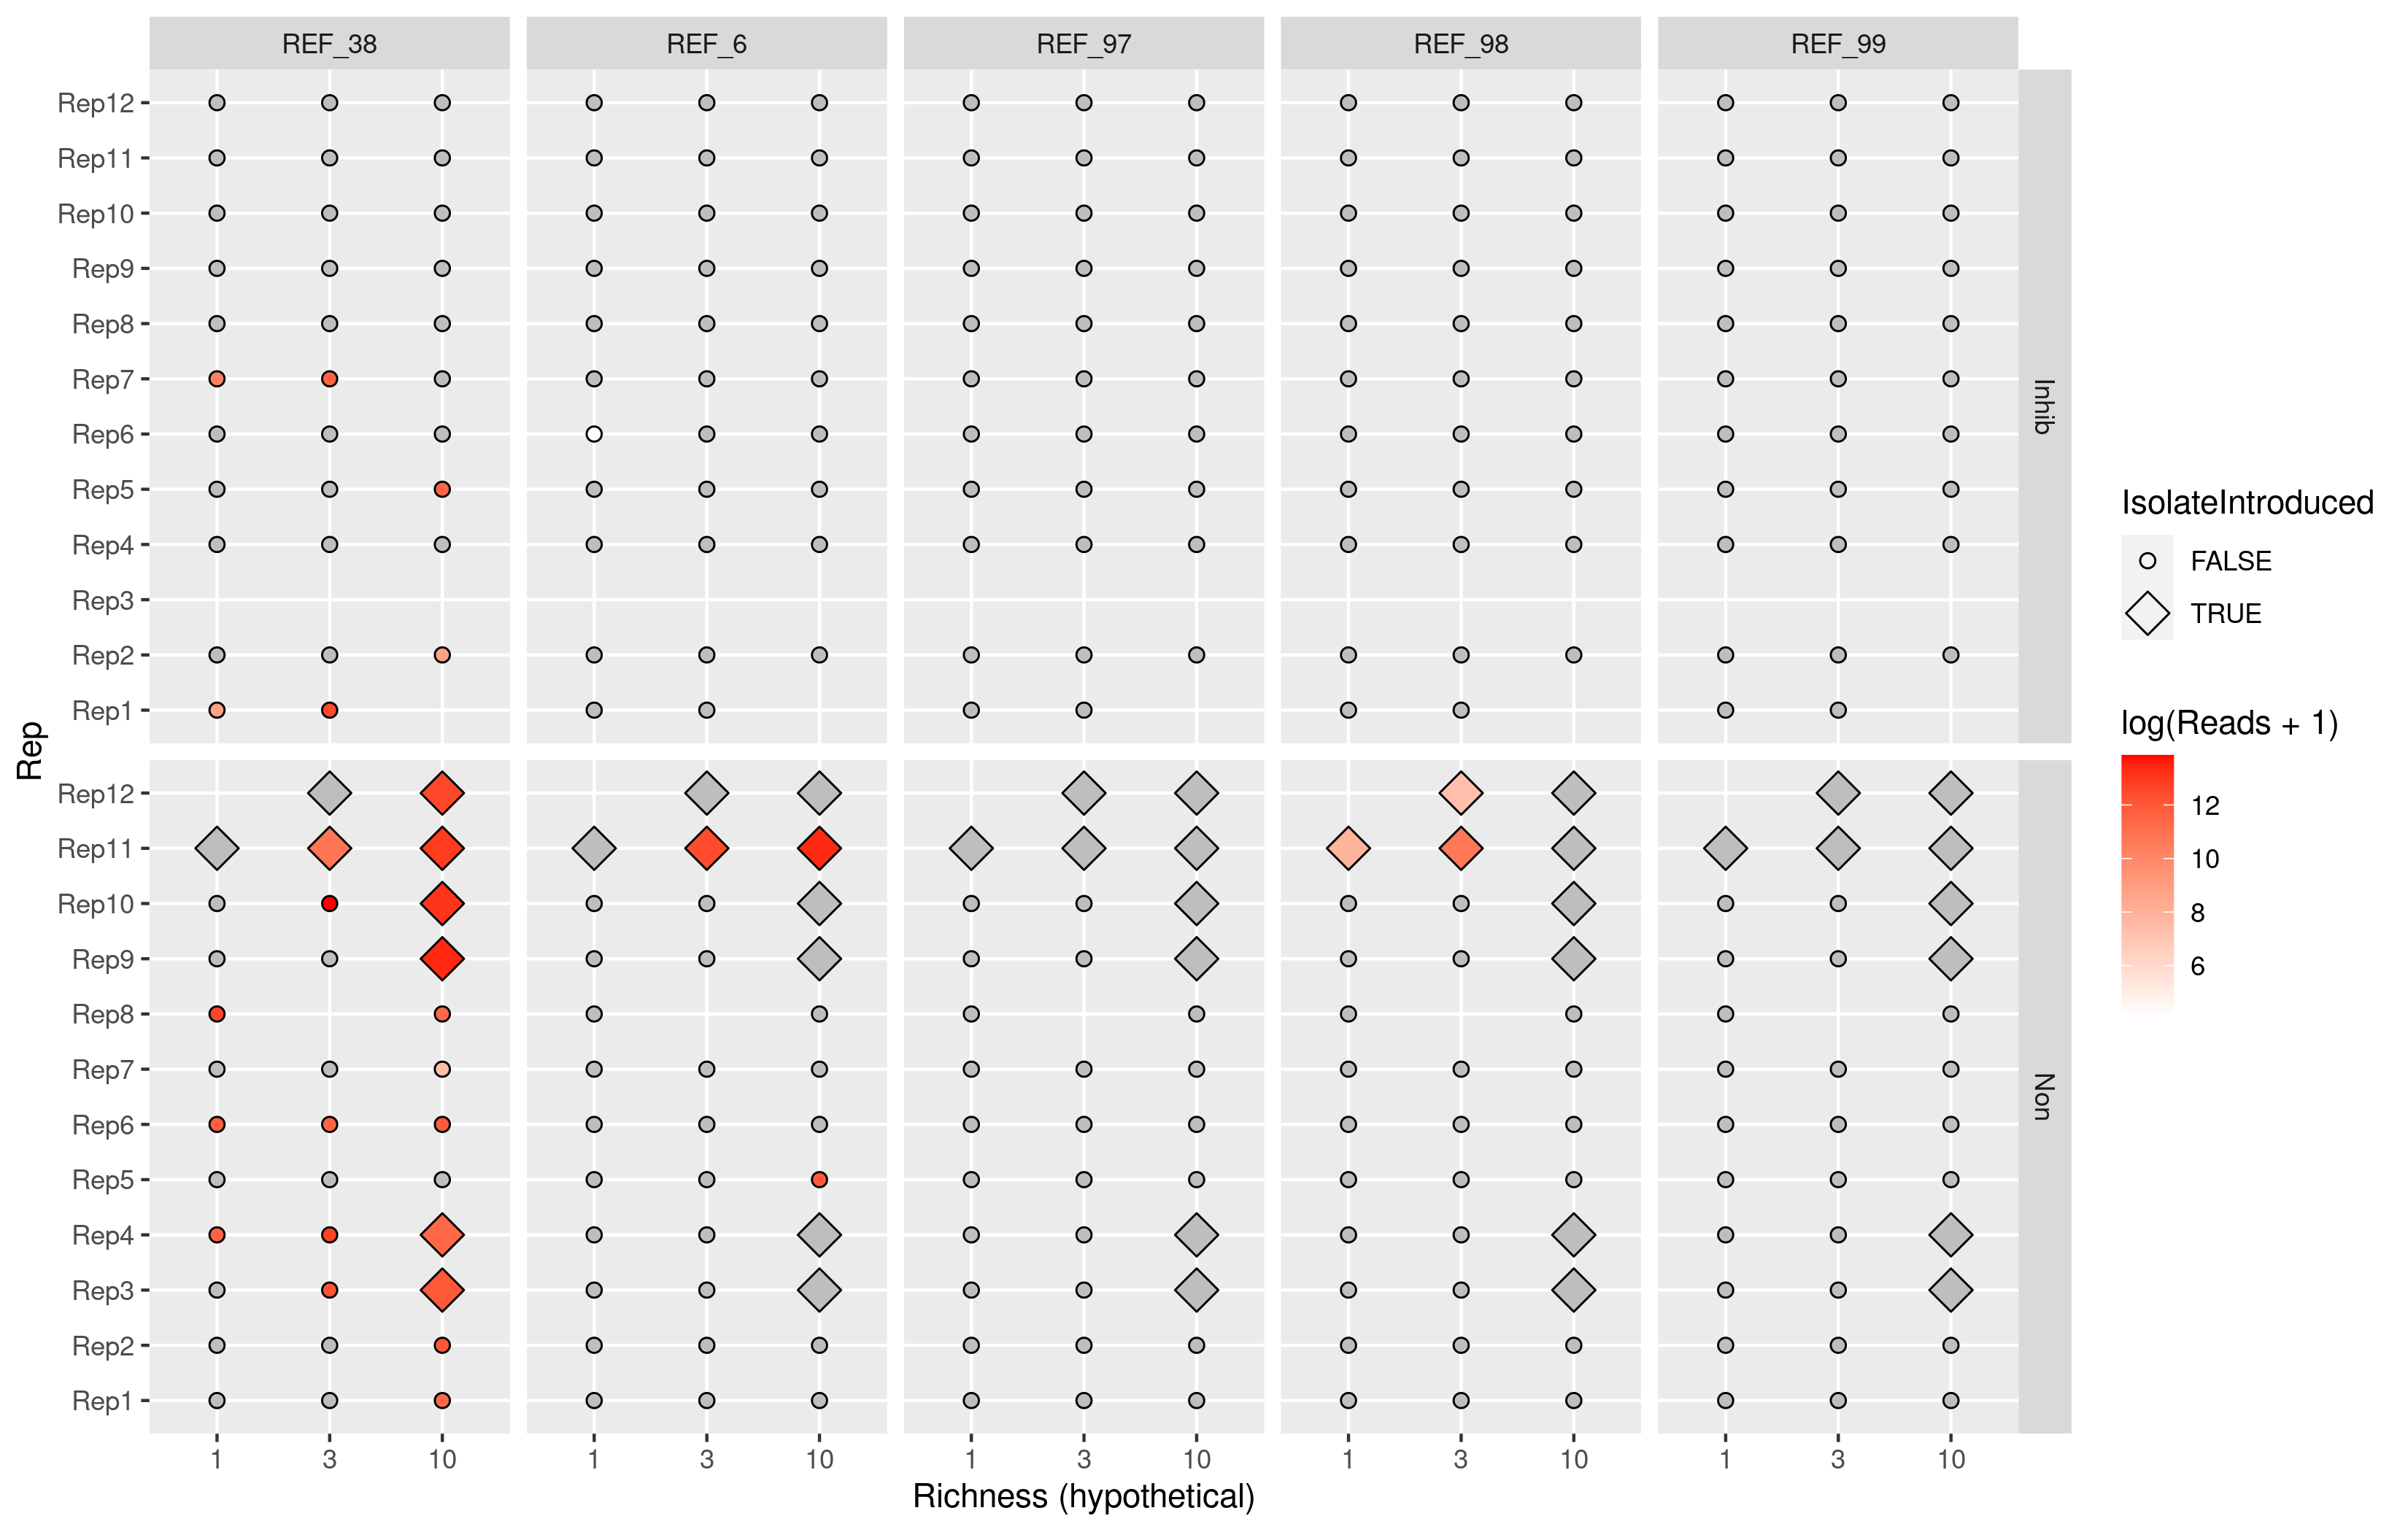 REF_38
REF_6
REF_97
REF_98
REF_99
Rep12
Rep11
Rep10
Rep9
Rep8
Rep7
Rep6
Rep5
Rep4
Rep3
Rep2
Rep1
Inhib
Rep12
Rep11
Rep10
Rep9
Rep8
Rep7
Rep6
Rep5
Rep4
Rep3
Rep2
Rep1
Non
Rep
1 3 10
1 3 10
1 3 10
1 3 10
1 3 10
Richness (hypothetical)
IsolateIntroduced
FALSE
TRUE
log(Reads + 1)
12
10
8
6